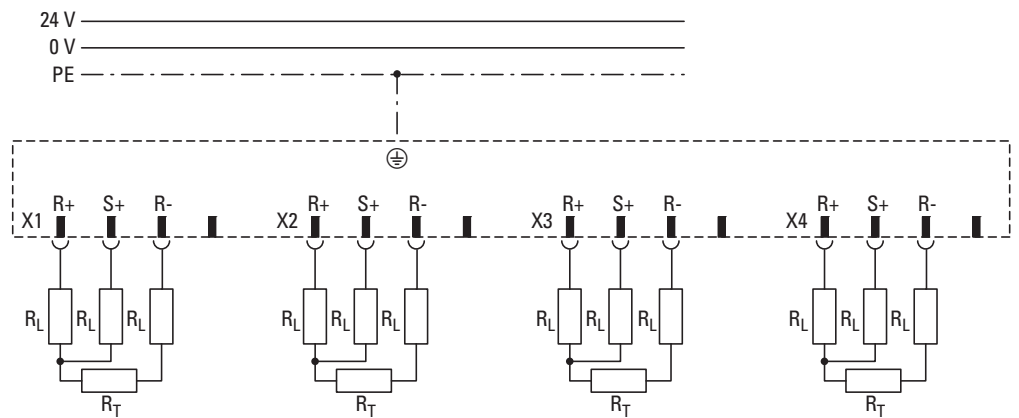 24 V
0 V
PE
X1 R+ S+ R- X2 R+ S+ R- X3 R+ S+ R- X4 R+ S+ R-
RL RL RL RL RL RL RL RL RL RL RL RL
RT RT RT RT